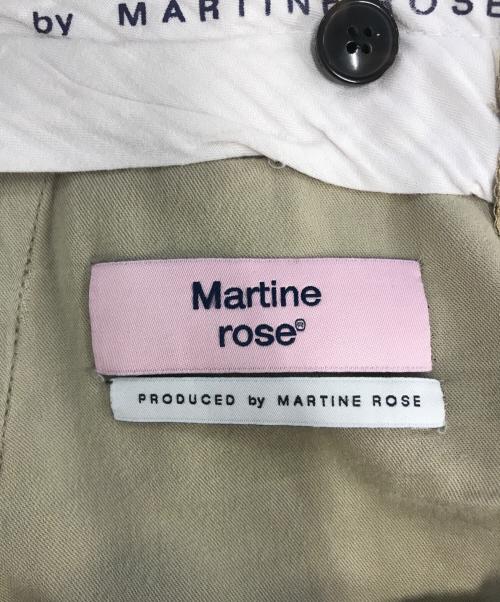 by MARTINE ROSE
Martine
rose®
PRODUCED by MARTINE ROSE